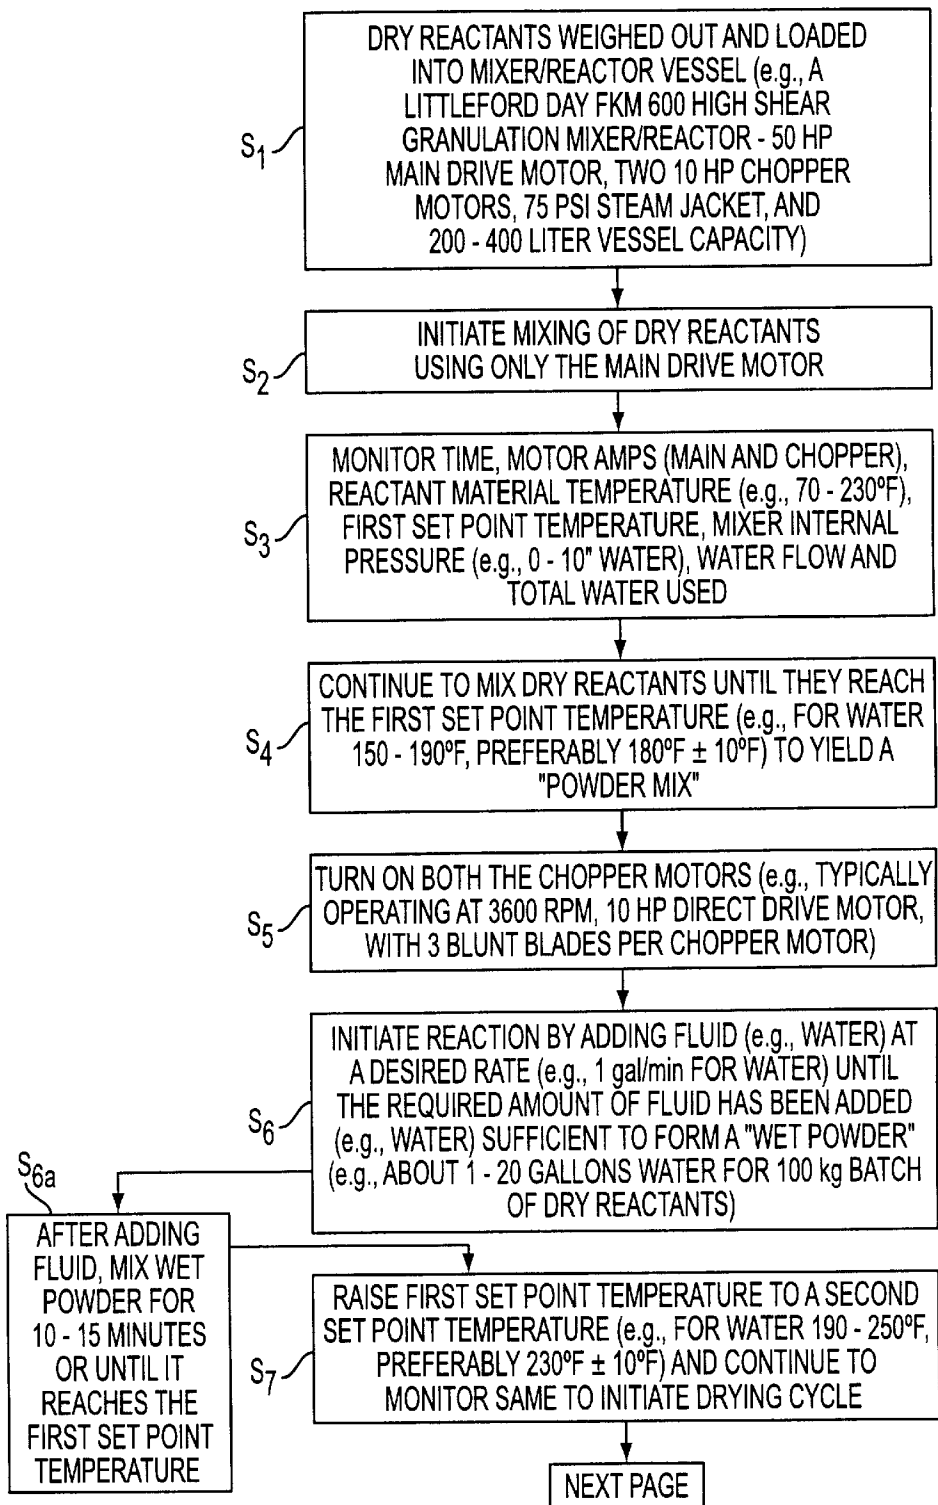 DRY REACTANTS WEIGHED OUT AND LOADED
INTO MIXER/REACTOR VESSEL (e.g., A
LITTLEFORD DAY FKM 600 HIGH SHEAR
GRANULATION MIXER/REACTOR - 50 HP
MAIN DRIVE MOTOR, TWO 10 HP CHOPPER
MOTORS, 75 PSI STEAM JACKET, AND
200 - 400 LITER VESSEL CAPACITY)
S1
INITIATE MIXING OF DRY REACTANTS
USING ONLY THE MAIN DRIVE MOTOR
S2
MONITOR TIME, MOTOR AMPS (MAIN AND CHOPPER),
REACTANT MATERIAL TEMPERATURE (e.g., 70 - 230ºF),
FIRST SET POINT TEMPERATURE, MIXER INTERNAL
PRESSURE (e.g., 0 - 10" WATER), WATER FLOW AND
TOTAL WATER USED
S3
CONTINUE TO MIX DRY REACTANTS UNTIL THEY REACH
THE FIRST SET POINT TEMPERATURE (e.g., FOR WATER
150 - 190ºF, PREFERABLY 180ºF ± 10ºF) TO YIELD A
"POWDER MIX"
S4
TURN ON BOTH THE CHOPPER MOTORS (e.g., TYPICALLY
OPERATING AT 3600 RPM, 10 HP DIRECT DRIVE MOTOR,
WITH 3 BLUNT BLADES PER CHOPPER MOTOR)
S5
INITIATE REACTION BY ADDING FLUID (e.g., WATER) AT
A DESIRED RATE (e.g., 1 gal/min FOR WATER) UNTIL
THE REQUIRED AMOUNT OF FLUID HAS BEEN ADDED
(e.g., WATER) SUFFICIENT TO FORM A "WET POWDER"
(e.g., ABOUT 1 - 20 GALLONS WATER FOR 100 kg BATCH
OF DRY REACTANTS)
S6
S6a
AFTER ADDING
FLUID, MIX WET
POWDER FOR
10 - 15 MINUTES
OR UNTIL IT
REACHES THE
FIRST SET POINT
TEMPERATURE
RAISE FIRST SET POINT TEMPERATURE TO A SECOND
SET POINT TEMPERATURE (e.g., FOR WATER 190 - 250ºF,
PREFERABLY 230ºF ± 10ºF) AND CONTINUE TO
MONITOR SAME TO INITIATE DRYING CYCLE
S7
NEXT PAGE